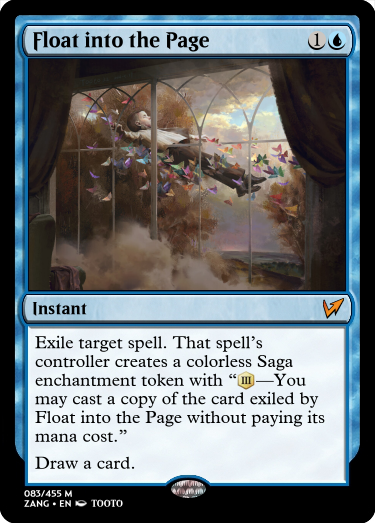 Float into the Page 1
Instant
Exile target spell. That spell’s
controller creates a colorless Saga
enchantment token with “III—You
may cast a copy of the card exiled by
Float into the Page without paying its
mana cost.”
Draw a card.
083/455 M
ZANG • EN TOOTO